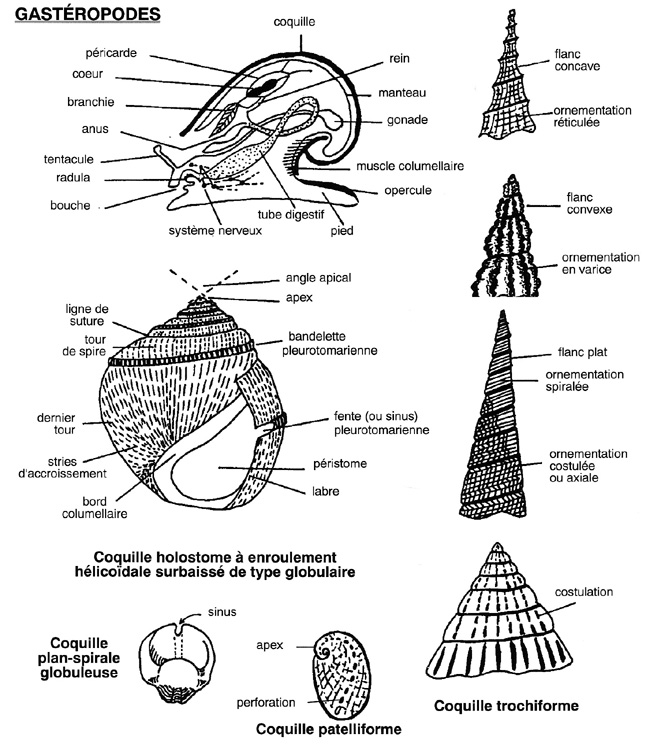 GASTÉROPODES
coquille
péricarde
rein
coeur
manteau
branchie
gonade
anus
tentacule
muscle columellaire
radula
opercule
bouche
tube digestif
système nerveux
pied
flanc
concave
ornementation
réticulée
flanc
convexe
ornementation
en varice
flanc plat
ornementation
spiralée
ornementation
costulée
ou axiale
angle apical
apex
ligne de
suture
tour
de spire
bandelette
pleurotomarienne
dernier
tour
fente (ou sinus)
pleurotomarienne
stries
d'accroissement
péristome
labre
bord
columellaire
Coquille holostome à enroulement
hélicoïdale surbaissé de type globulaire
sinus
Coquille
plan-spirale
globuleuse
apex
perforation
Coquille patelliforme
costulation
Coquille trochiforme